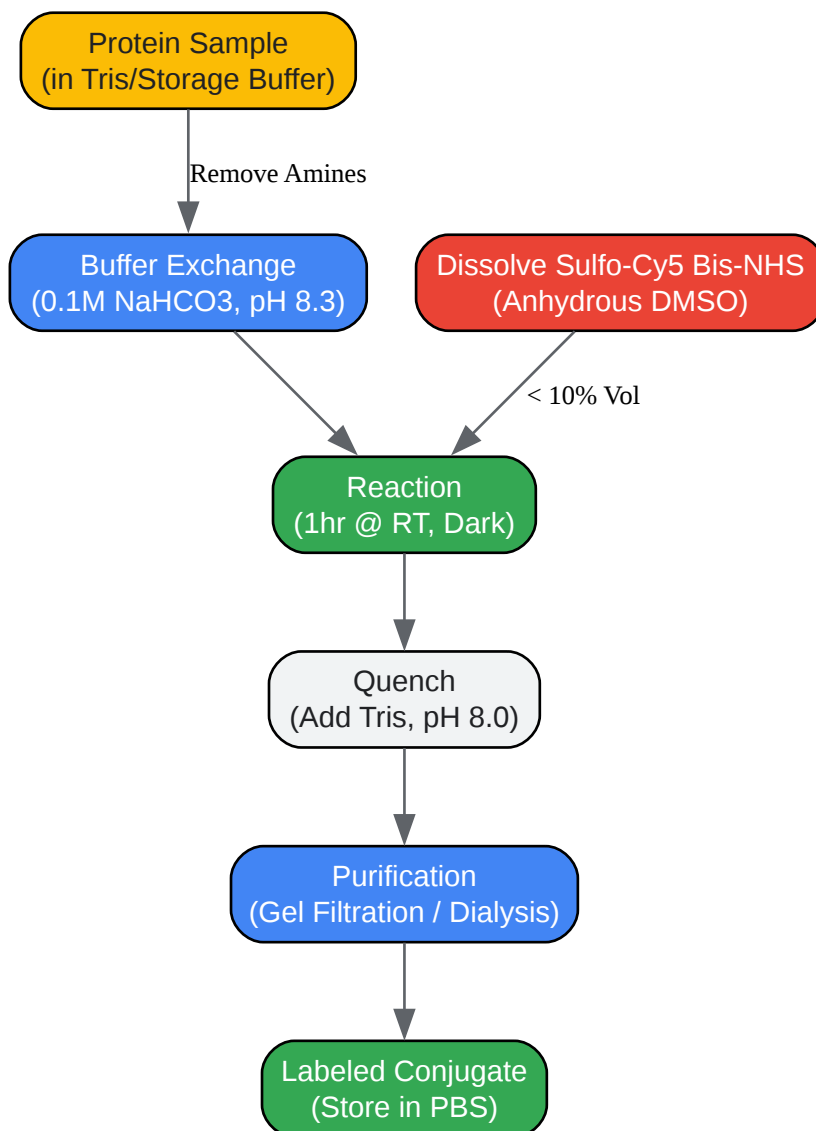 Protein Sample
(in Tris/Storage Buffer)
Remove Amines
Buffer Exchange
(0.1M NaHCO3, pH 8.3)
Dissolve Sulfo-Cy5 Bis-NHS
(Anhydrous DMSO)
< 10% Vol
Reaction
(1hr @ RT, Dark)
Quench
(Add Tris, pH 8.0)
Purification
(Gel Filtration / Dialysis)
Labeled Conjugate
(Store in PBS)